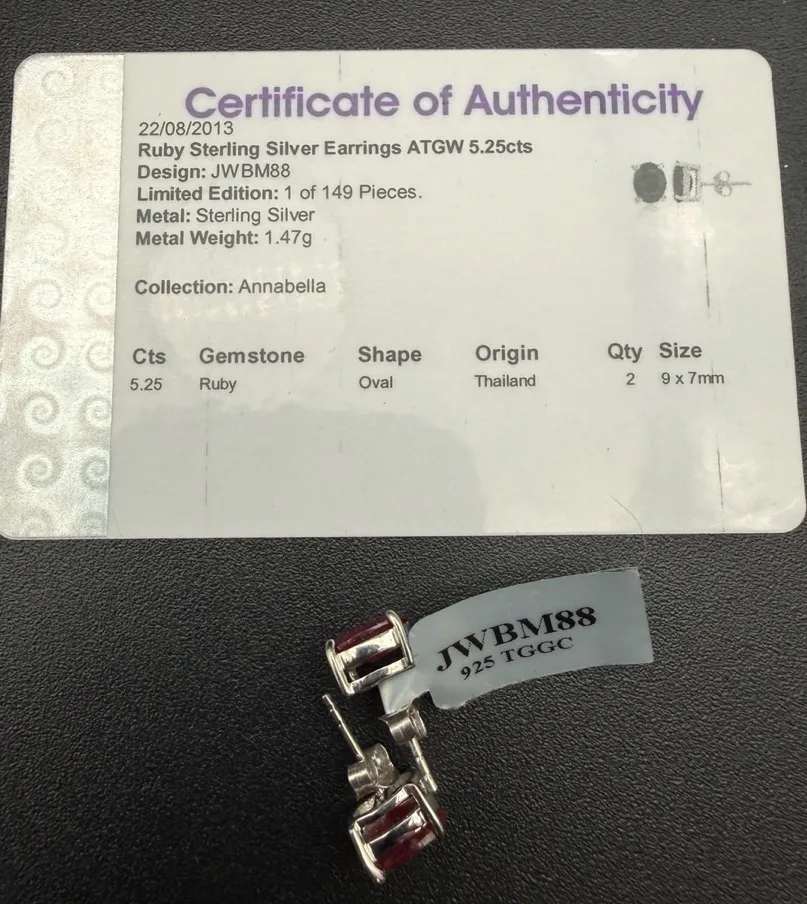 Certificate of Authenticity
22/08/2013
Ruby Sterling Silver Earrings ATGW 5.25cts
Design: JWBM88
Limited Edition: 1 of 149 Pieces.
Metal: Sterling Silver
Metal Weight: 1.47g
Collection: Annabella
Cts Gemstone Shape Origin Qty Size
5.25 Ruby Oval Thailand 2 9 x 7mm
JWBM88
925 TGGC